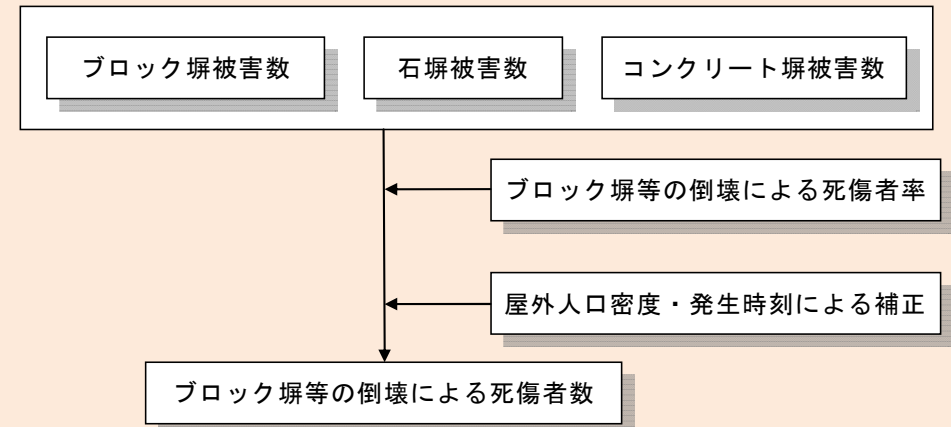 ブロック塀被害数
石塀被害数
コンクリート塀被害数
ブロック塀等の倒壊による死傷者率
屋外人口密度・発生時刻による補正
ブロック塀等の倒壊による死傷者数